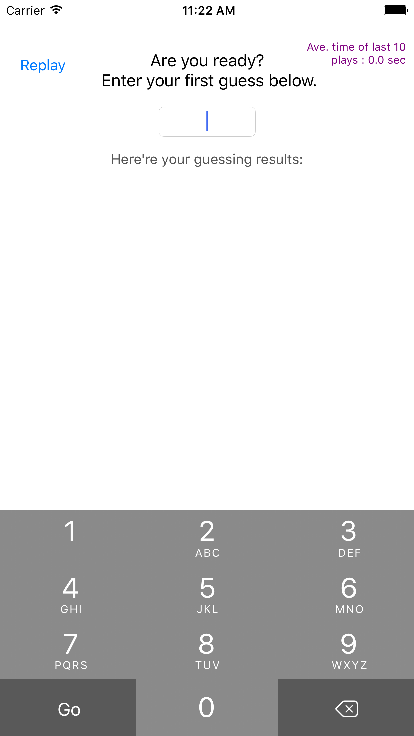 Carrier 11:22 AM
Ave. time of last 10
plays : 0.0 sec
Replay
Are you ready?
Enter your first guess below.
Here're your guessing results:
1 2 3
ABC DEF
4 5 6
GHI JKL MNO
7 8 9
PQRS TUV WXYZ
Go 0